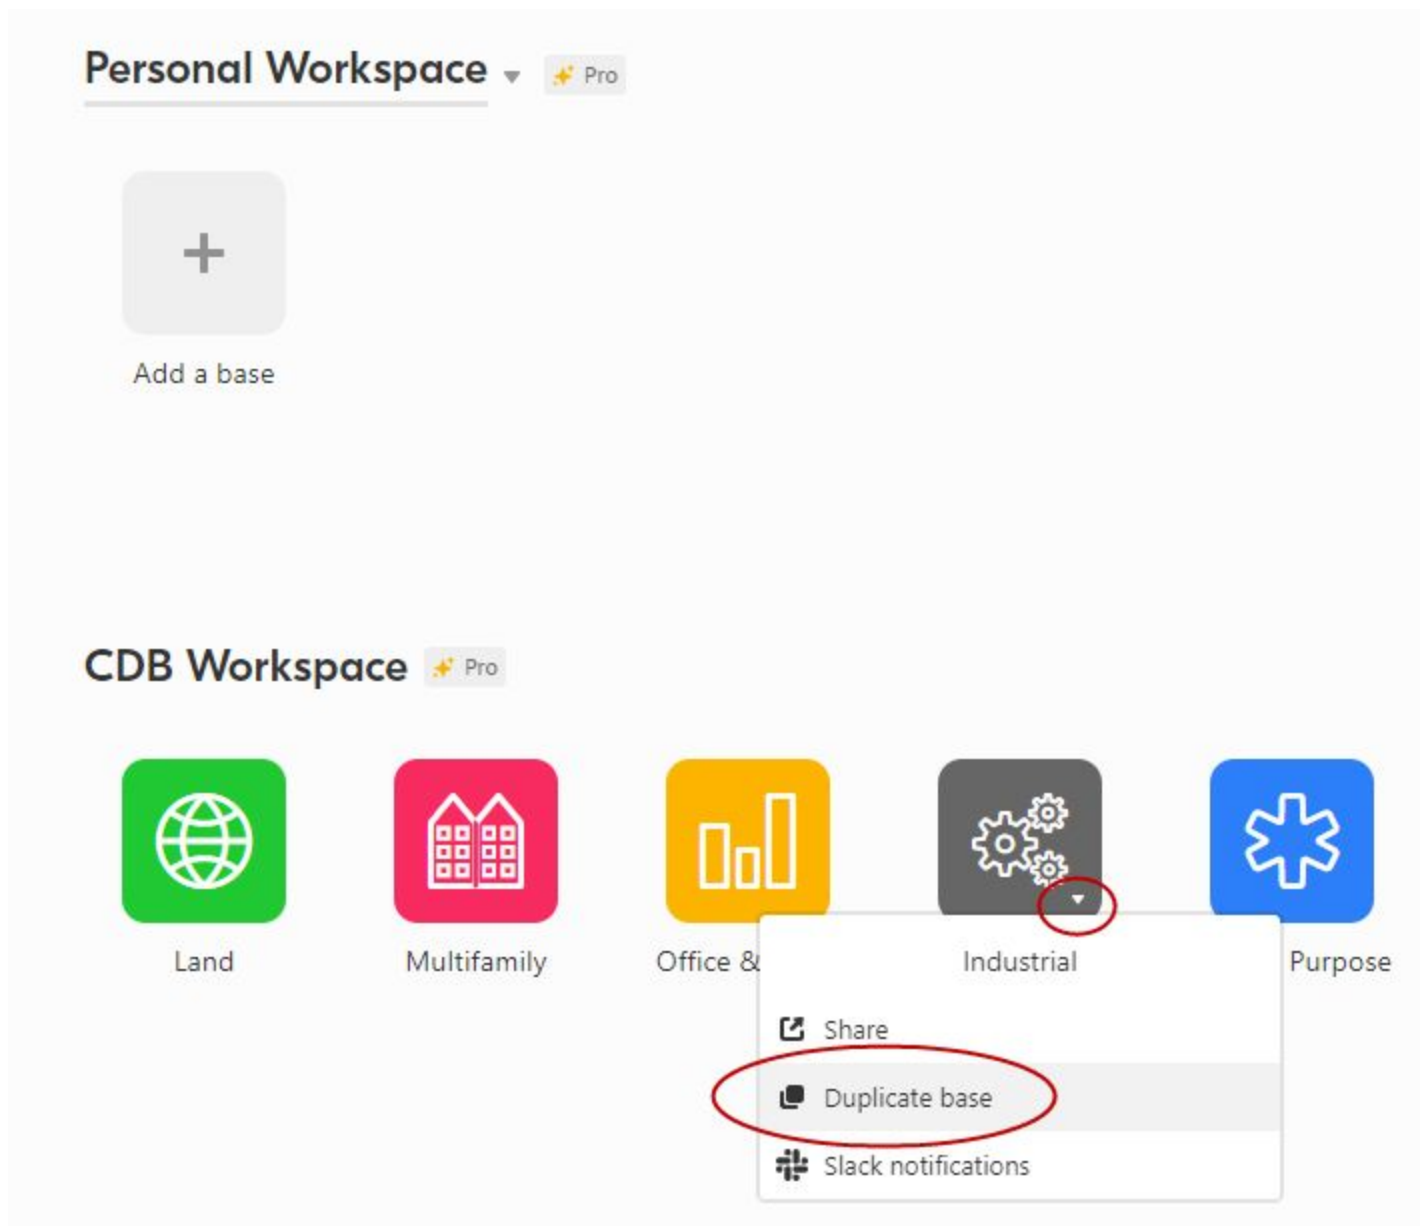 Personal Workspace
Pro
Add a base
CDB Workspace
Pro
Land
Multifamily
Office &
Industrial
Purpose
Share
Duplicate base
Slack notifications